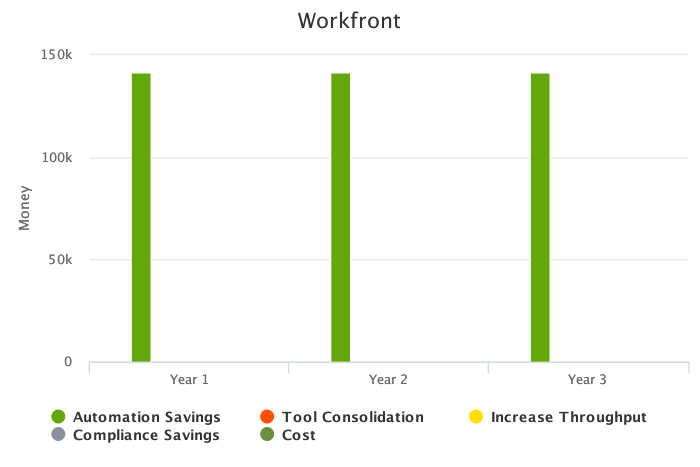 Workfront
150k
100k
50k
0
Money
Year 1
Year 2
Year 3
Automation Savings
Tool Consolidation
Increase Throughput
Compliance Savings
Cost